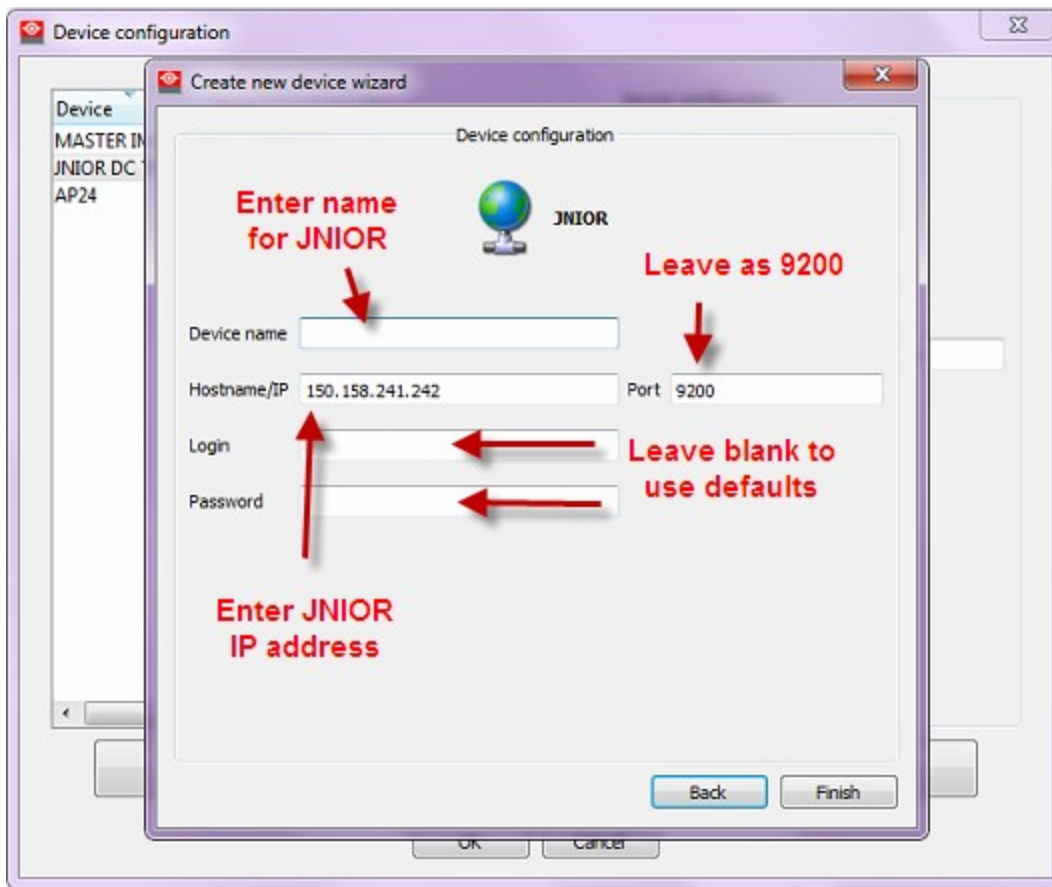 Device configuration
Create new device wizard
Device
MASTER
JNIOR DC
AP24
Device configuration
JNIOR
Enter name
for JNIOR
Leave as 9200
Device name
Hostname/IP 150.158.241.242 Port 9200
Login
Leave blank to
use defaults
Password
Enter JNIOR
IP address
Back Finish
OK Cancel